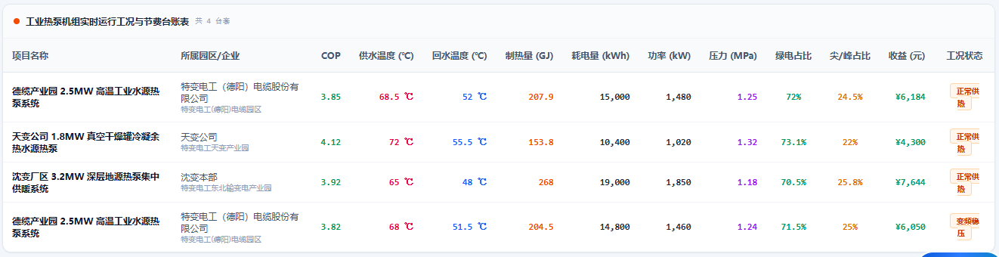 工业热泵机组实时运行工况与节费台账表 共 4 台套
项目名称 所属园区/企业 COP 供水温度 (℃) 回水温度 (℃) 制热量 (GJ) 耗电量 (kWh) 功率 (kW) 压力 (MPa) 绿电占比 尖/峰占比 收益 (元) 工况状态
德缆产业园 2.5MW 高温工业水源热
泵系统
特变电工（德阳）电缆股份有
限公司
特变电工(德阳)电缆园区
3.85 68.5 ℃ 52 ℃ 207.9 15,000 1,480 1.25 72% 24.5% ¥6,184
正常供
热
天变公司 1.8MW 真空干燥罐冷凝余
热水源热泵
天变公司
特变电工天变产业园
4.12 72 ℃ 55.5 ℃ 153.8 10,400 1,020 1.32 73.1% 22% ¥4,300
正常供
热
沈变厂区 3.2MW 深层地源热泵集中
供暖系统
沈变本部
特变电工东北输变电产业园
3.92 65 ℃ 48 ℃ 268 19,000 1,850 1.18 70.5% 25.8% ¥7,644
正常供
热
德缆产业园 2.5MW 高温工业水源热
泵系统
特变电工（德阳）电缆股份有
限公司
特变电工(德阳)电缆园区
3.82 68 ℃ 51.5 ℃ 204.5 14,800 1,460 1.24 71.5% 25% ¥6,050
变频稳
压